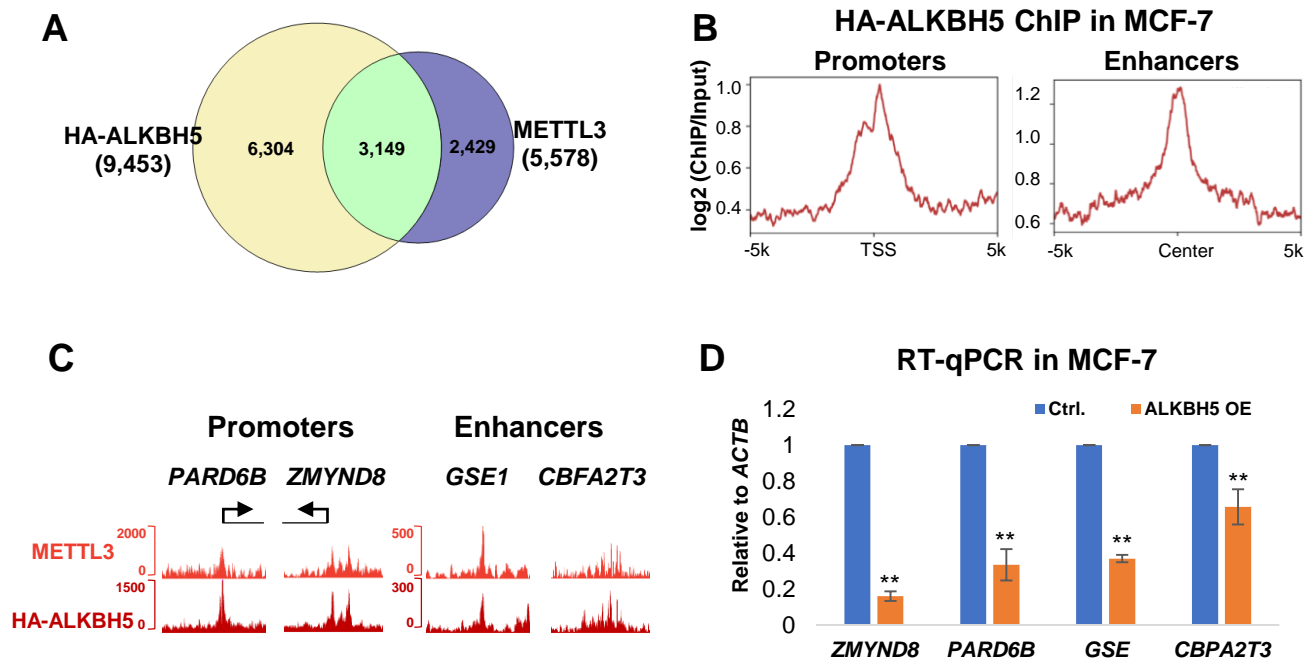 A
HA-ALKBH5
(9,453)
6,304
3,149
2,429
METTL3
(5,578)
B
HA-ALKBH5 ChIP in MCF-7
Promoters
Enhancers
log2 (ChIP/Input)
1.0
0.8
0.6
0.4
-5k
TSS
5k
1.2
1.0
0.8
0.6
-5k
Center
5k
C
Promoters
Enhancers
PARD6B
ZMYND8
GSE1
CBFA2T3
METTL3
2000
0
500
0
HA-ALKBH5
1500
0
300
0
D
RT-qPCR in MCF-7
Ctrl.
ALKBH5 OE
Relative to ACTB
1.2
1
0.8
0.6
0.4
0.2
0
**
**
**
**
ZMYND8
PARD6B
GSE
CBPA2T3